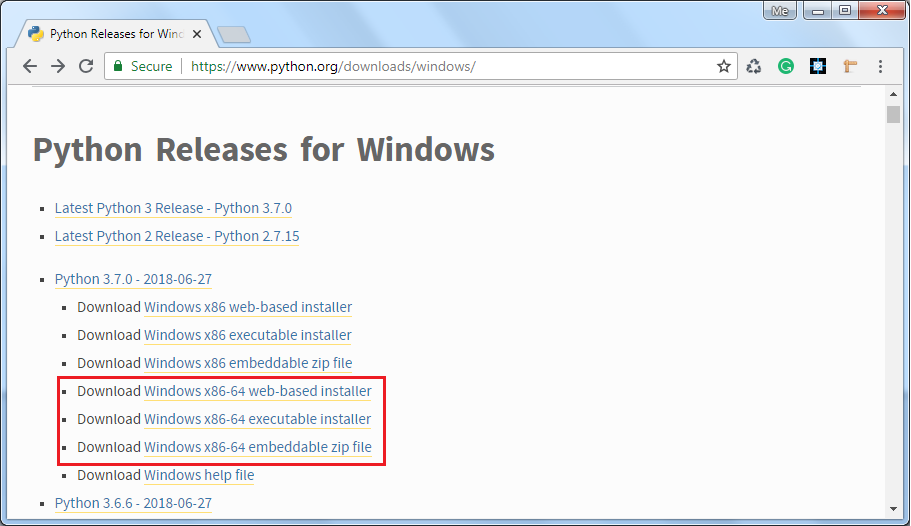 Me
Python Releases for Wind
Secure
https://www.python.org/downloads/windows/
Python Releases for Windows
Latest Python 3 Release - Python 3.7.0
Latest Python 2 Release - Python 2.7.15
Python 3.7.0 - 2018-06-27
Download Windows x86 web-based installer
Download Windows x86 executable installer
Download Windows x86 embeddable zip file
Download Windows x86-64 web-based installer
Download Windows x86-64 executable installer
Download Windows x86-64 embeddable zip file
Download Windows help file
Python 3.6.6 - 2018-06-27